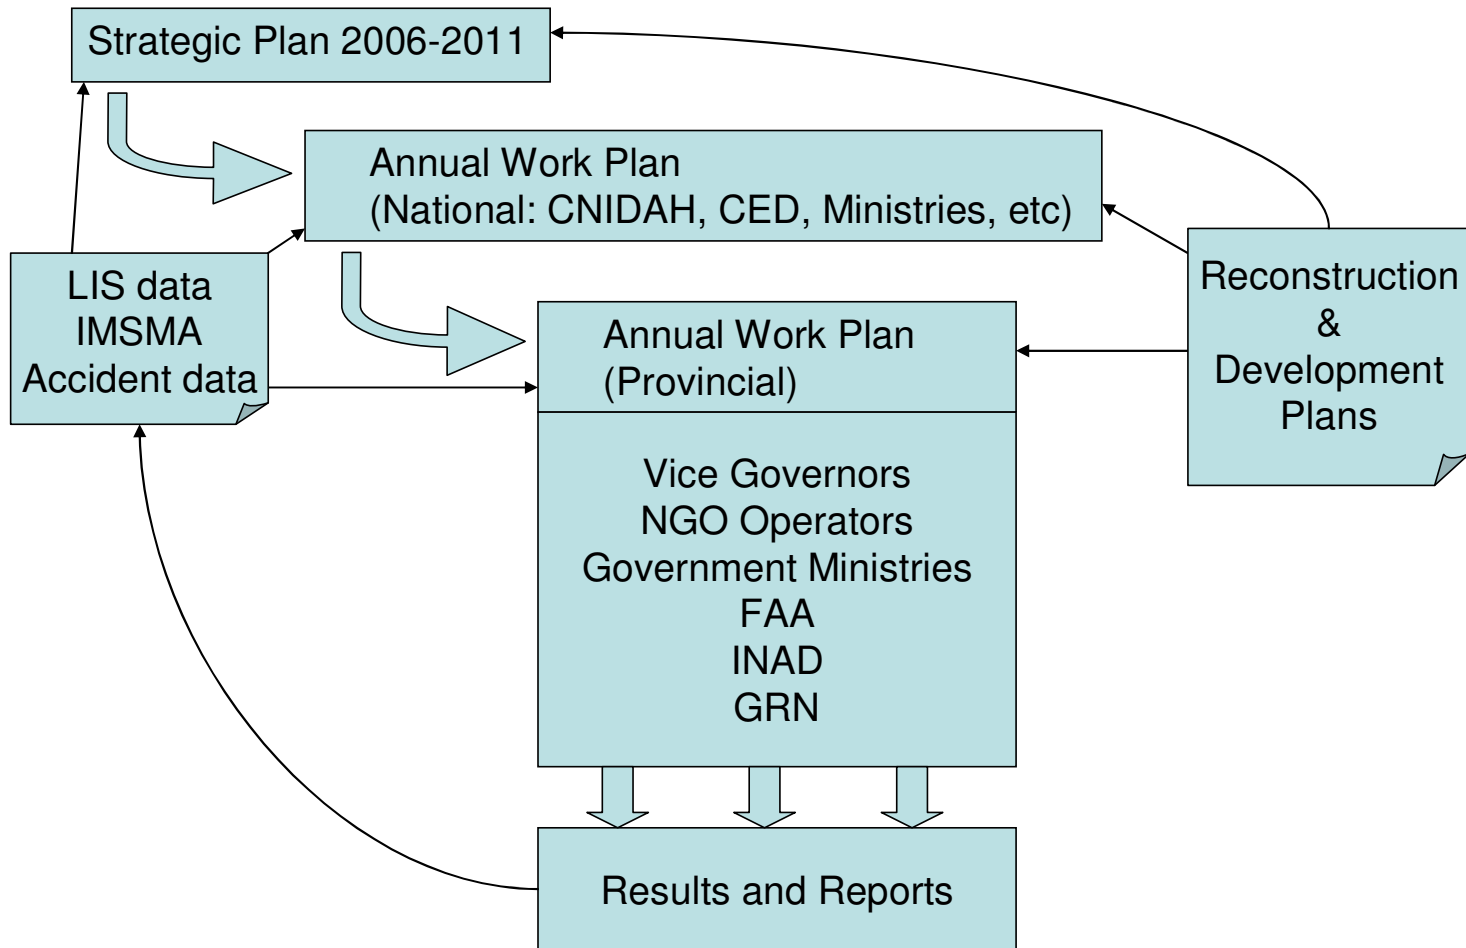 Strategic Plan 2006-2011
Annual Work Plan
(National: CNIDAH, CED, Ministries, etc)
LIS data
IMSMA
Accident data
Reconstruction
&
Development
Plans
Annual Work Plan
(Provincial)
Vice Governors
NGO Operators
Government Ministries
FAA
INAD
GRN
Results and Reports